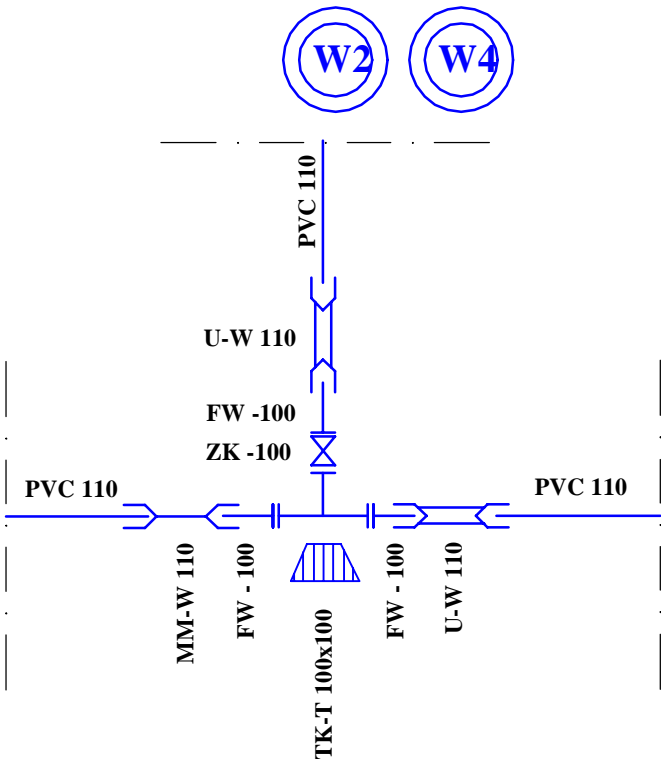 W2
W4
PVC 110
U-W 110
FW -100
ZK -100
PVC 110
PVC 110
MM-W 110
FW - 100
TK-T 100x100
FW - 100
U-W 110